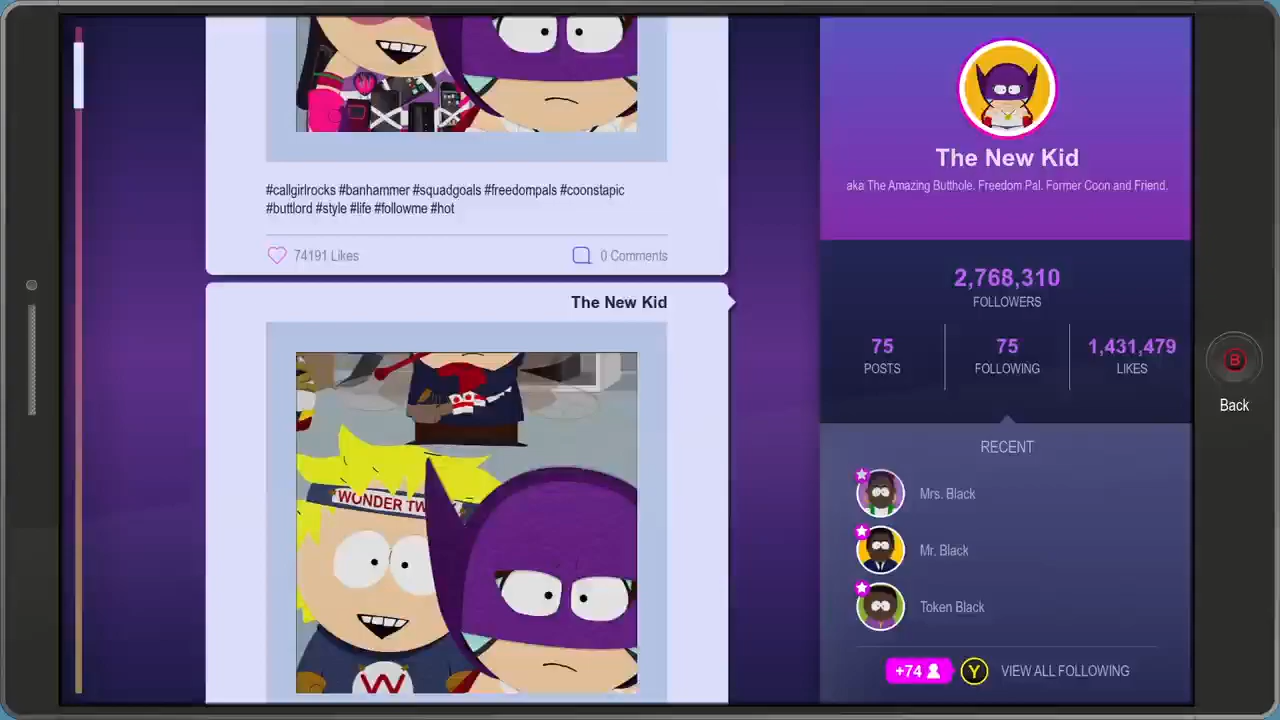 #callgirlrocks #banhammer #squadgoals #freedompals #coonstapic
#buttlord #style #life #followme #hot
74191 Likes
0 Comments
The New Kid
WONDER TW
W
The New Kid
aka The Amazing Butthole. Freedom Pal. Former Coon and Friend.
2,768,310
FOLLOWERS
75
POSTS
75
FOLLOWING
1,431,479
LIKES
RECENT
Mrs. Black
Mr. Black
Token Black
+74
Y
VIEW ALL FOLLOWING
B
Back